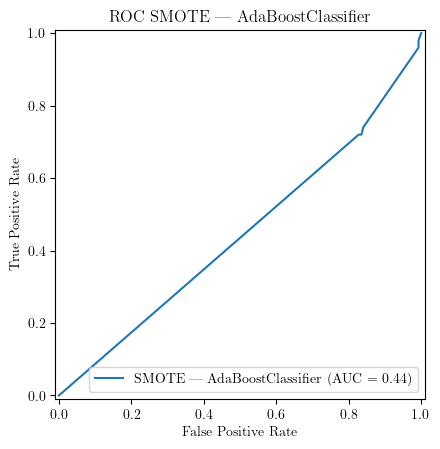 ROC SMOTE — AdaBoostClassifier
True Positive Rate
1.0
0.8
0.6
0.4
0.2
0.0
SMOTE — AdaBoostClassifier (AUC = 0.44)
0.0 0.2 0.4 0.6 0.8 1.0
False Positive Rate